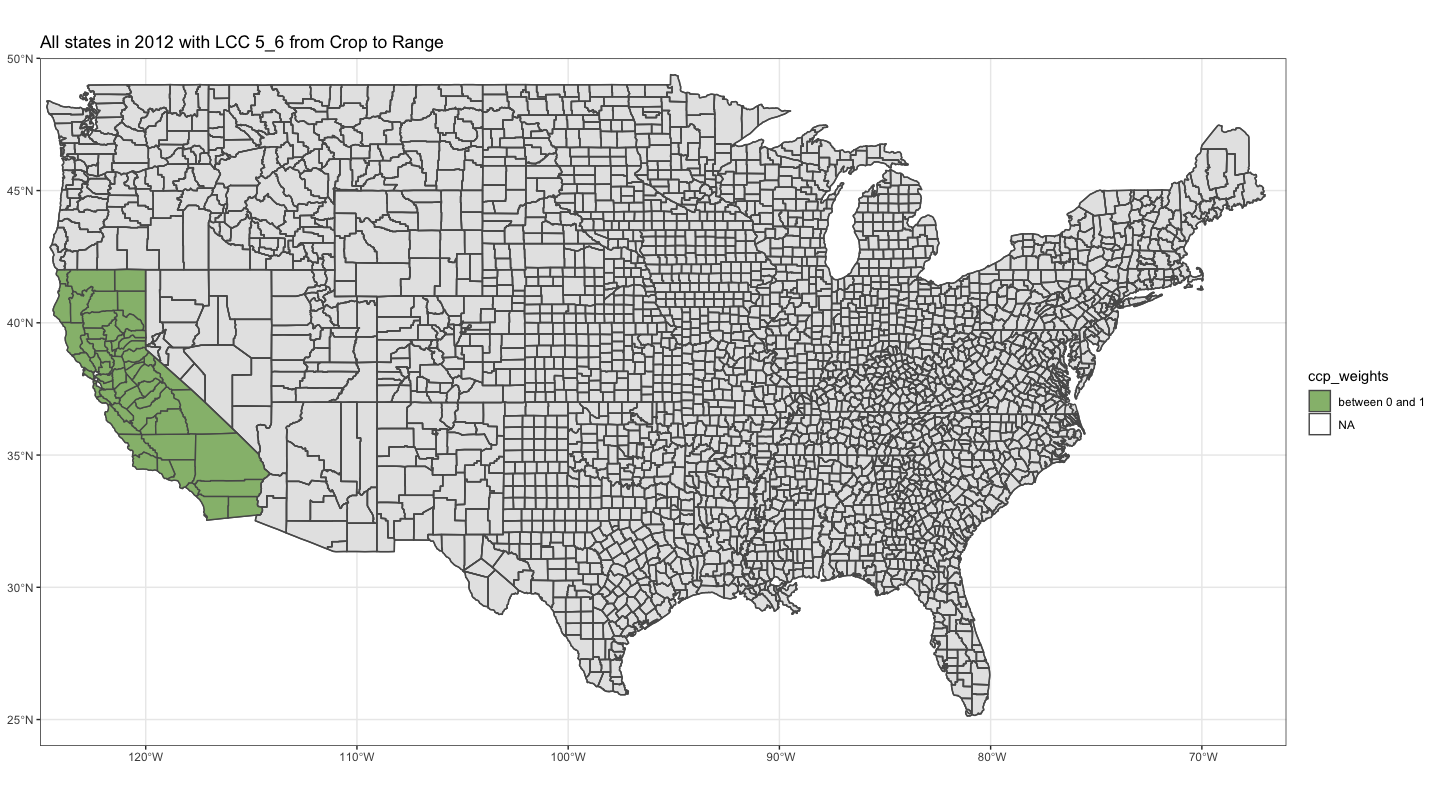 All states in 2012 with LCC 5_6 from Crop to Range
50°N
45°N
40°N
35°N
30°N
25°N
120°W
110°W
100°W
90°W
80°W
70°W
ccp_weights
between 0 and 1
NA